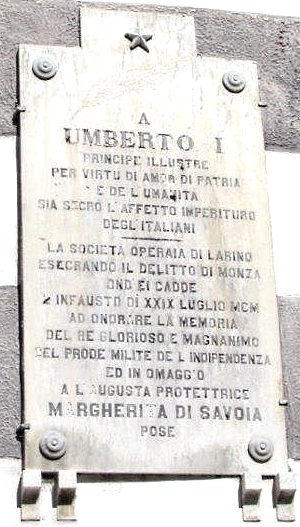 A
UMBERTO I
PRINCIPE ILLUSTRE
PER VIRTU DI AMOR DI PATRIA
E DE L'UMANITA
SIA SACRO L'AFFETTO IMPERITURO
DEGL'ITALIANI
LA SOCIETA OPERAIA DI LARINO
ESECRANDO IL DELITTO DI MONZA
OND EI CADDE
L'INFAUSTO DI XXIX LUGLIO MCM
AD ONORARE LA MEMORIA
DEL RE GLORIOSO E MAGNANIMO
DEL PRODE MILITE DE L'INDIPENDENZA
ED IN OMAGGIO
A L'AUGUSTA PROTETTRICE
MARGHERITA DI SAVOIA
POSE